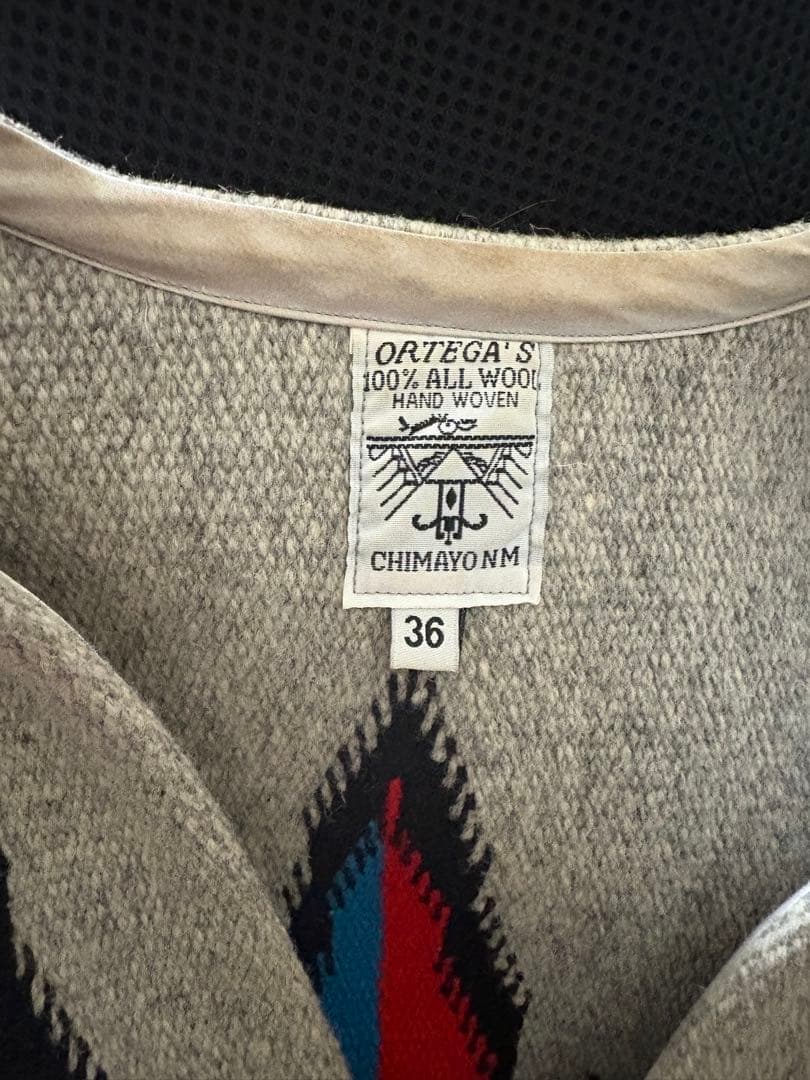 ORTEGA'S
100% ALL WOOL
HAND WOVEN
CHIMAYO NM
36